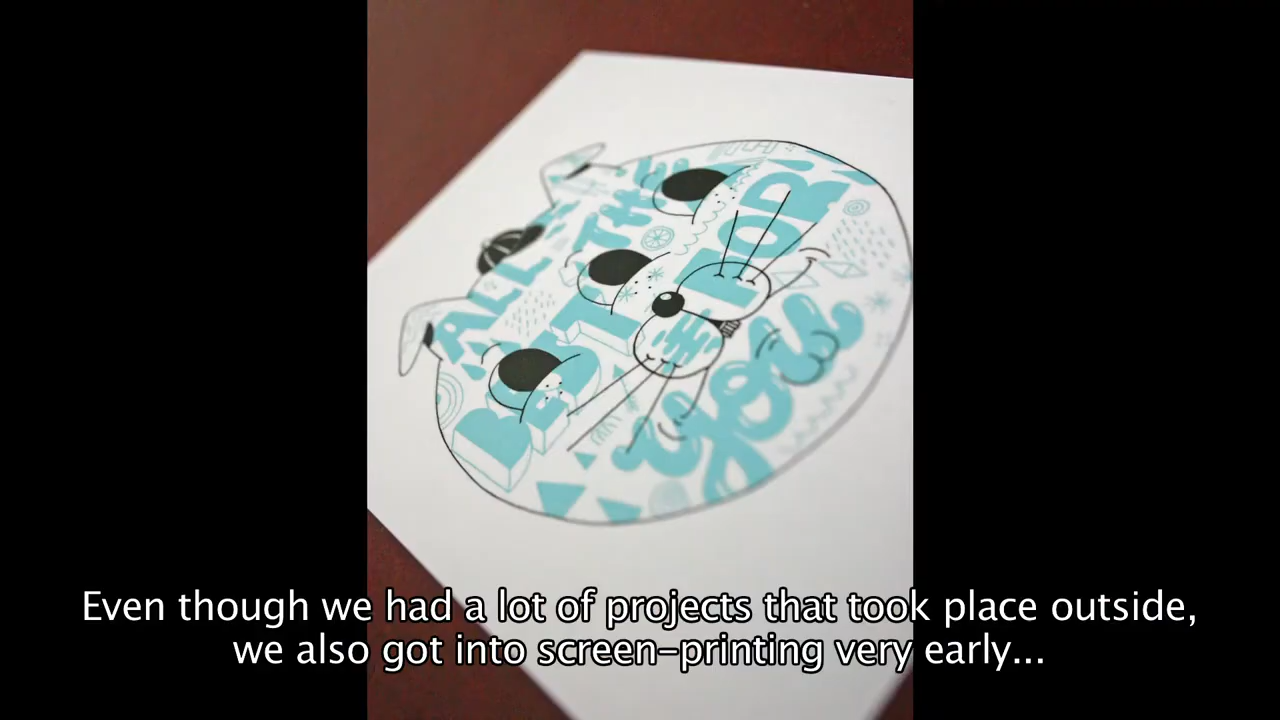 ALL THE
BEST FOR
you
Even though we had a lot of projects that took place outside,
we also got into screen-printing very early...